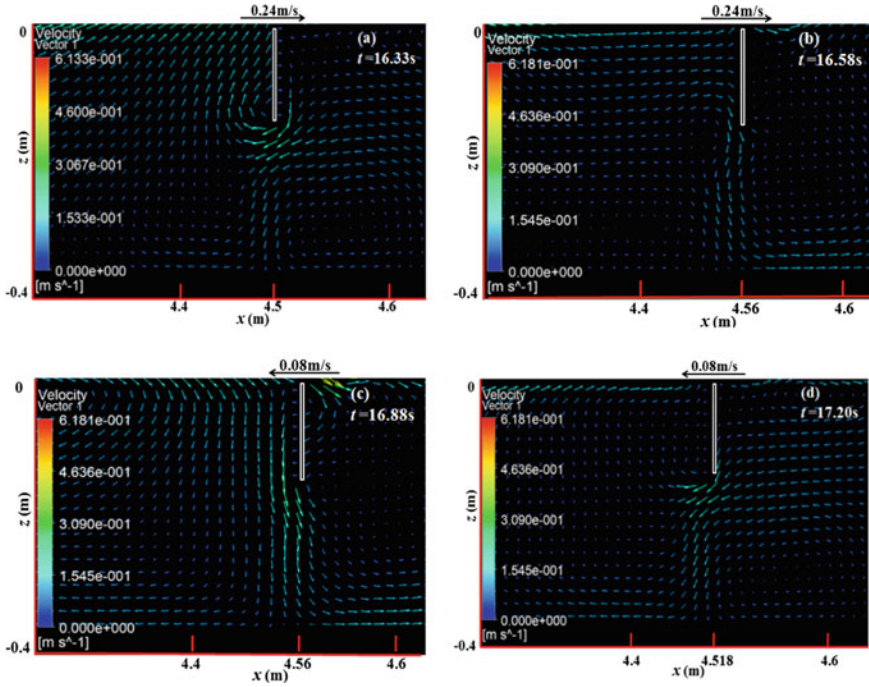 0.24m/s
(a)
t =16.33s
Velocity
Vector 1
6.133e-001
4.600e-001
3.067e-001
1.533e-001
0.000e+000
[m s^-1]
0
z (m)
-0.4
4.4
4.5
4.6
x (m)
0.24m/s
(b)
t =16.58s
Velocity
Vector 1
6.181e-001
4.636e-001
3.090e-001
1.545e-001
0.000e+000
[m s^-1]
0
z (m)
-0.4
4.4
4.56
4.6
x (m)
0.08m/s
(c)
t =16.88s
Velocity
Vector 1
6.181e-001
4.636e-001
3.090e-001
1.545e-001
0.000e+000
[m s^-1]
0
z (m)
-0.4
4.4
4.56
4.6
x (m)
0.08m/s
(d)
t =17.20s
Velocity
Vector 1
6.181e-001
4.636e-001
3.090e-001
1.545e-001
0.000e+000
[m s^-1]
0
z (m)
-0.4
4.4
4.518
4.6
x (m)